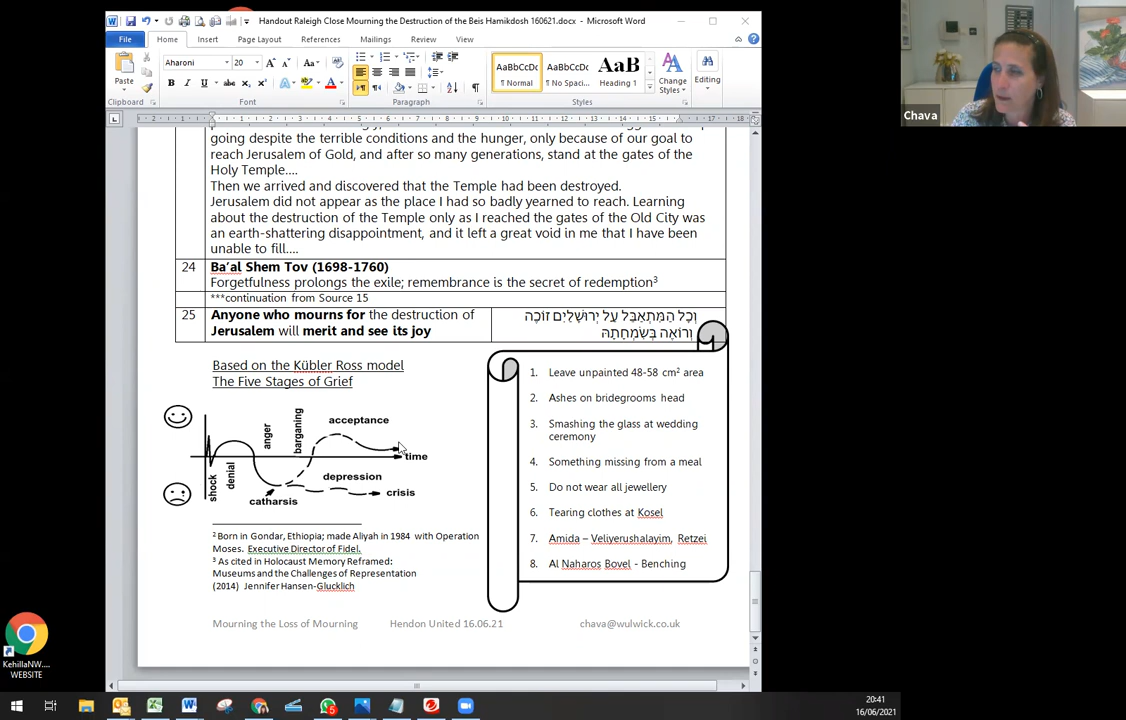 Handout Raleigh Close Mourning the Destruction of the Beis Hamikdosh 160621.docx - Microsoft Word
File Home Insert Page Layout References Mailings Review View
Aharoni 20
Paste
AaBbCcDc AaBbCcDc AaB
¶ Normal ¶ No Spaci... Heading 1
Change Styles
Editing
Clipboard Font Paragraph Styles
Chava
going despite the terrible conditions and the hunger, only because of our goal to
reach Jerusalem of Gold, and after so many generations, stand at the gates of the
Holy Temple....
Then we arrived and discovered that the Temple had been destroyed.
Jerusalem did not appear as the place I had so badly yearned to reach. Learning
about the destruction of the Temple only as I reached the gates of the Old City was
an earth-shattering disappointment, and it left a great void in me that I have been
unable to fill....
24 Ba'al Shem Tov (1698-1760)
Forgetfulness prolongs the exile; remembrance is the secret of redemption3
***continuation from Source 15
25 Anyone who mourns for the destruction of
Jerusalem will merit and see its joy
וְכָל הַמִּתְאַבֵּל עַל יְרוּשָׁלַיִם זוֹכֶה
וְרוֹאֶה בְּשִׂמְחָתָהּ
Based on the Kübler Ross model
The Five Stages of Grief
shock
denial
anger
barganing
acceptance
time
depression
crisis
catharsis
1. Leave unpainted 48-58 cm2 area
2. Ashes on bridegrooms head
3. Smashing the glass at wedding
ceremony
4. Something missing from a meal
5. Do not wear all jewellery
6. Tearing clothes at Kosel
7. Amida – Veliyerushalayim, Retzei
8. Al Naharos Bovel - Benching
2 Born in Gondar, Ethiopia; made Aliyah in 1984 with Operation
Moses. Executive Director of Fidel.
3 As cited in Holocaust Memory Reframed:
Museums and the Challenges of Representation
(2014) Jennifer Hansen-Glucklich
Mourning the Loss of Mourning Hendon United 16.06.21 chava@wulwick.co.uk
KehillaNW....
WEBSITE
20:41
16/06/2021